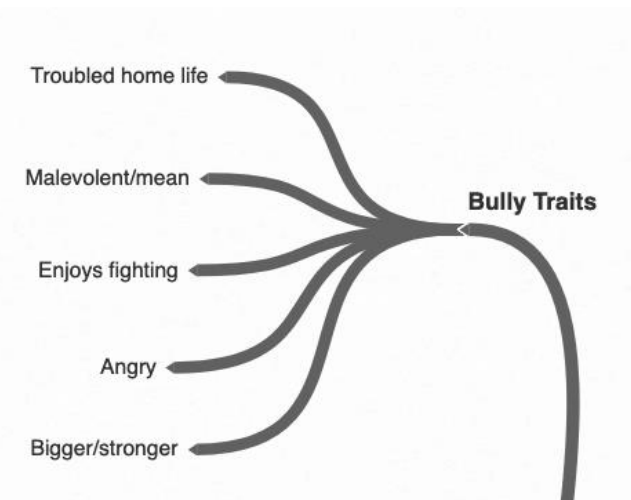 Troubled home life
Malevolent/mean
Bully Traits
Enjoys fighting
Angry
Bigger/stronger